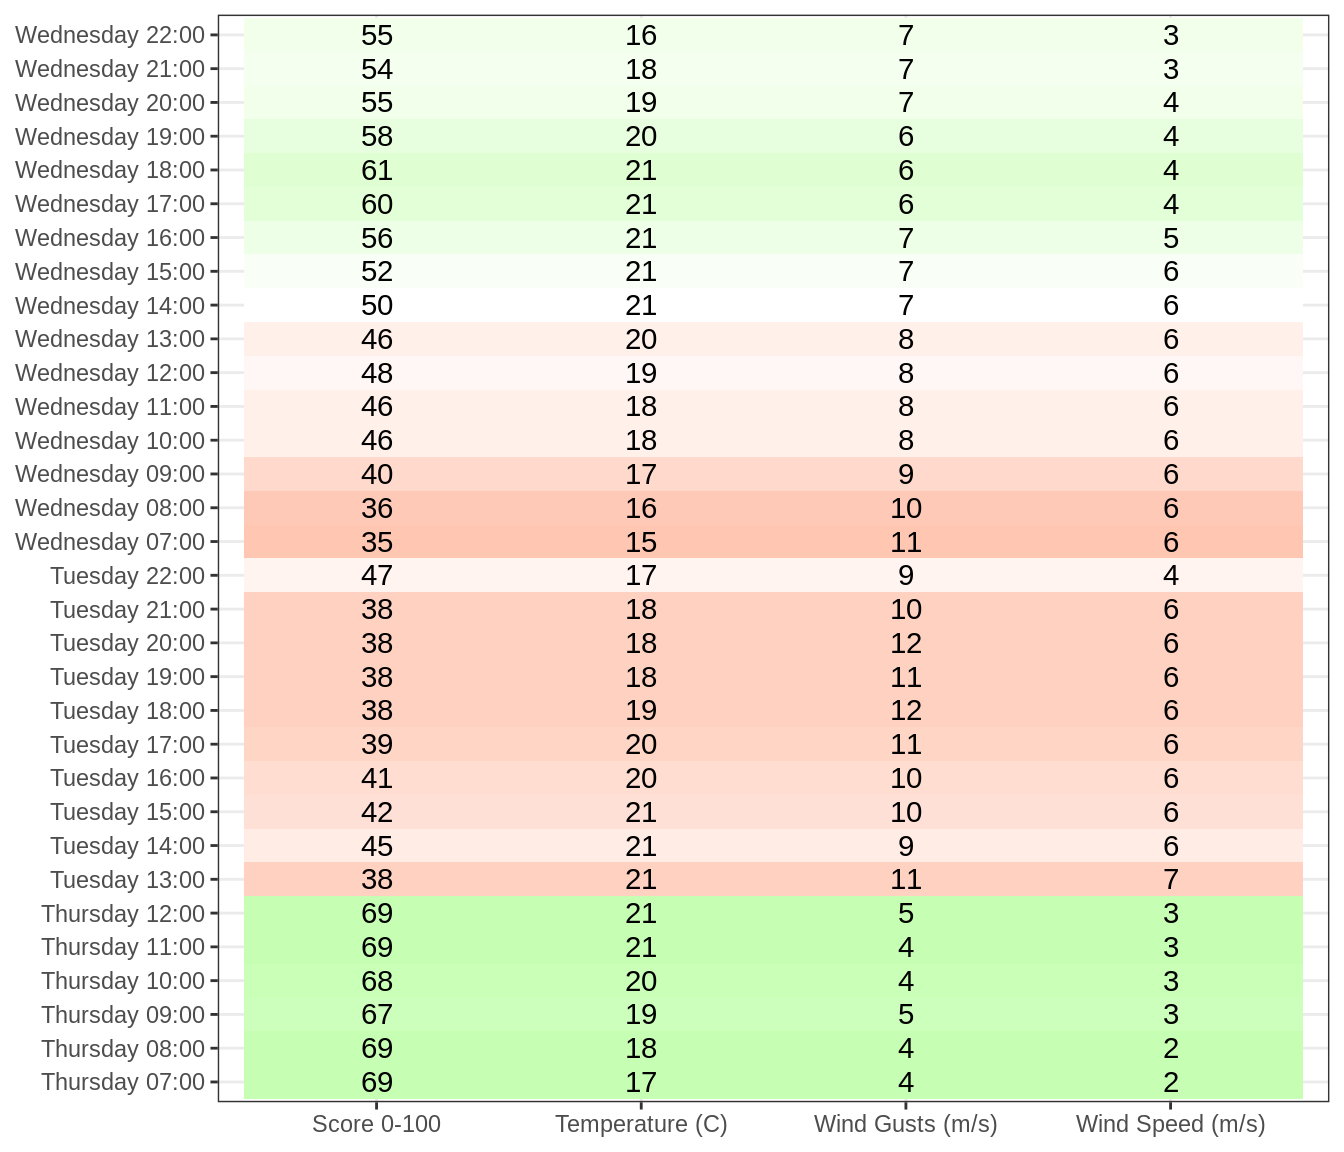 Wednesday 22:00 55 16 7 3
Wednesday 21:00 54 18 7 3
Wednesday 20:00 55 19 7 4
Wednesday 19:00 58 20 6 4
Wednesday 18:00 61 21 6 4
Wednesday 17:00 60 21 6 4
Wednesday 16:00 56 21 7 5
Wednesday 15:00 52 21 7 6
Wednesday 14:00 50 21 7 6
Wednesday 13:00 46 20 8 6
Wednesday 12:00 48 19 8 6
Wednesday 11:00 46 18 8 6
Wednesday 10:00 46 18 8 6
Wednesday 09:00 40 17 9 6
Wednesday 08:00 36 16 10 6
Wednesday 07:00 35 15 11 6
Tuesday 22:00 47 17 9 4
Tuesday 21:00 38 18 10 6
Tuesday 20:00 38 18 12 6
Tuesday 19:00 38 18 11 6
Tuesday 18:00 38 19 12 6
Tuesday 17:00 39 20 11 6
Tuesday 16:00 41 20 10 6
Tuesday 15:00 42 21 10 6
Tuesday 14:00 45 21 9 6
Tuesday 13:00 38 21 11 7
Thursday 12:00 69 21 5 3
Thursday 11:00 69 21 4 3
Thursday 10:00 68 20 4 3
Thursday 09:00 67 19 5 3
Thursday 08:00 69 18 4 2
Thursday 07:00 69 17 4 2
Score 0-100 Temperature (C) Wind Gusts (m/s) Wind Speed (m/s)